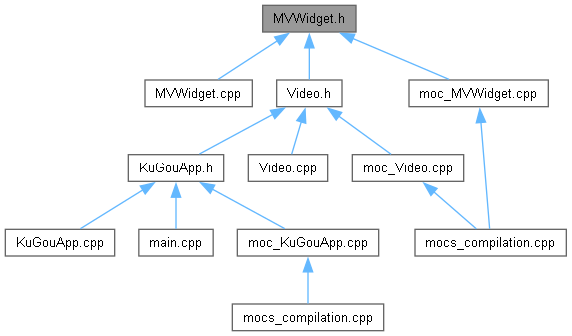 MVWidget.h
MVWidget.cpp
Video.h
moc_MVWidget.cpp
KuGouApp.h
Video.cpp
moc_Video.cpp
KuGouApp.cpp
main.cpp
moc_KuGouApp.cpp
mocs_compilation.cpp
mocs_compilation.cpp